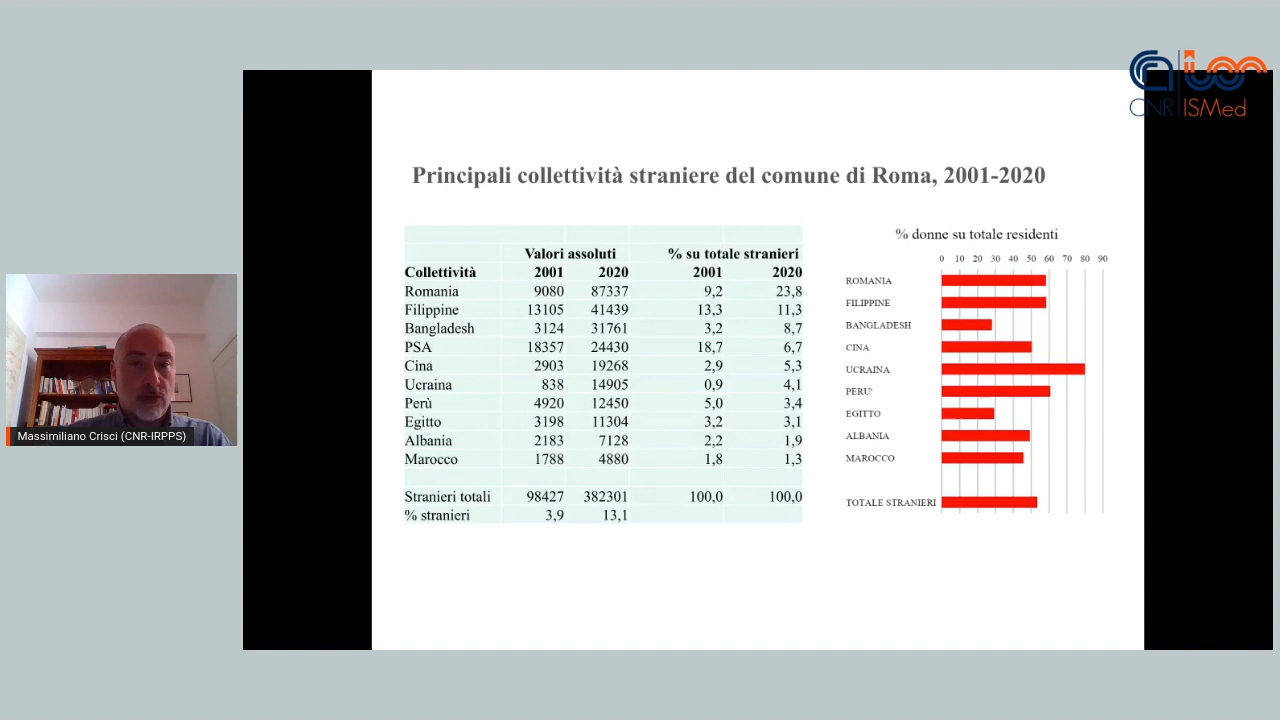 CNR ISMed
Principali collettività straniere del comune di Roma, 2001-2020
Valori assoluti % su totale stranieri
Collettività 2001 2020 2001 2020
Romania 9080 87337 9,2 23,8
Filippine 13105 41439 13,3 11,3
Bangladesh 3124 31761 3,2 8,7
PSA 18357 24430 18,7 6,7
Cina 2903 19268 2,9 5,3
Ucraina 838 14905 0,9 4,1
Perù 4920 12450 5,0 3,4
Egitto 3198 11304 3,2 3,1
Albania 2183 7128 2,2 1,9
Marocco 1788 4880 1,8 1,3
Stranieri totali 98427 382301 100,0 100,0
% stranieri 3,9 13,1
% donne su totale residenti
0 10 20 30 40 50 60 70 80 90
ROMANIA
FILIPPINE
BANGLADESH
CINA
UCRAINA
PERU'
EGITTO
ALBANIA
MAROCCO
TOTALE STRANIERI
Massimiliano Crisci (CNR-IRPPS)